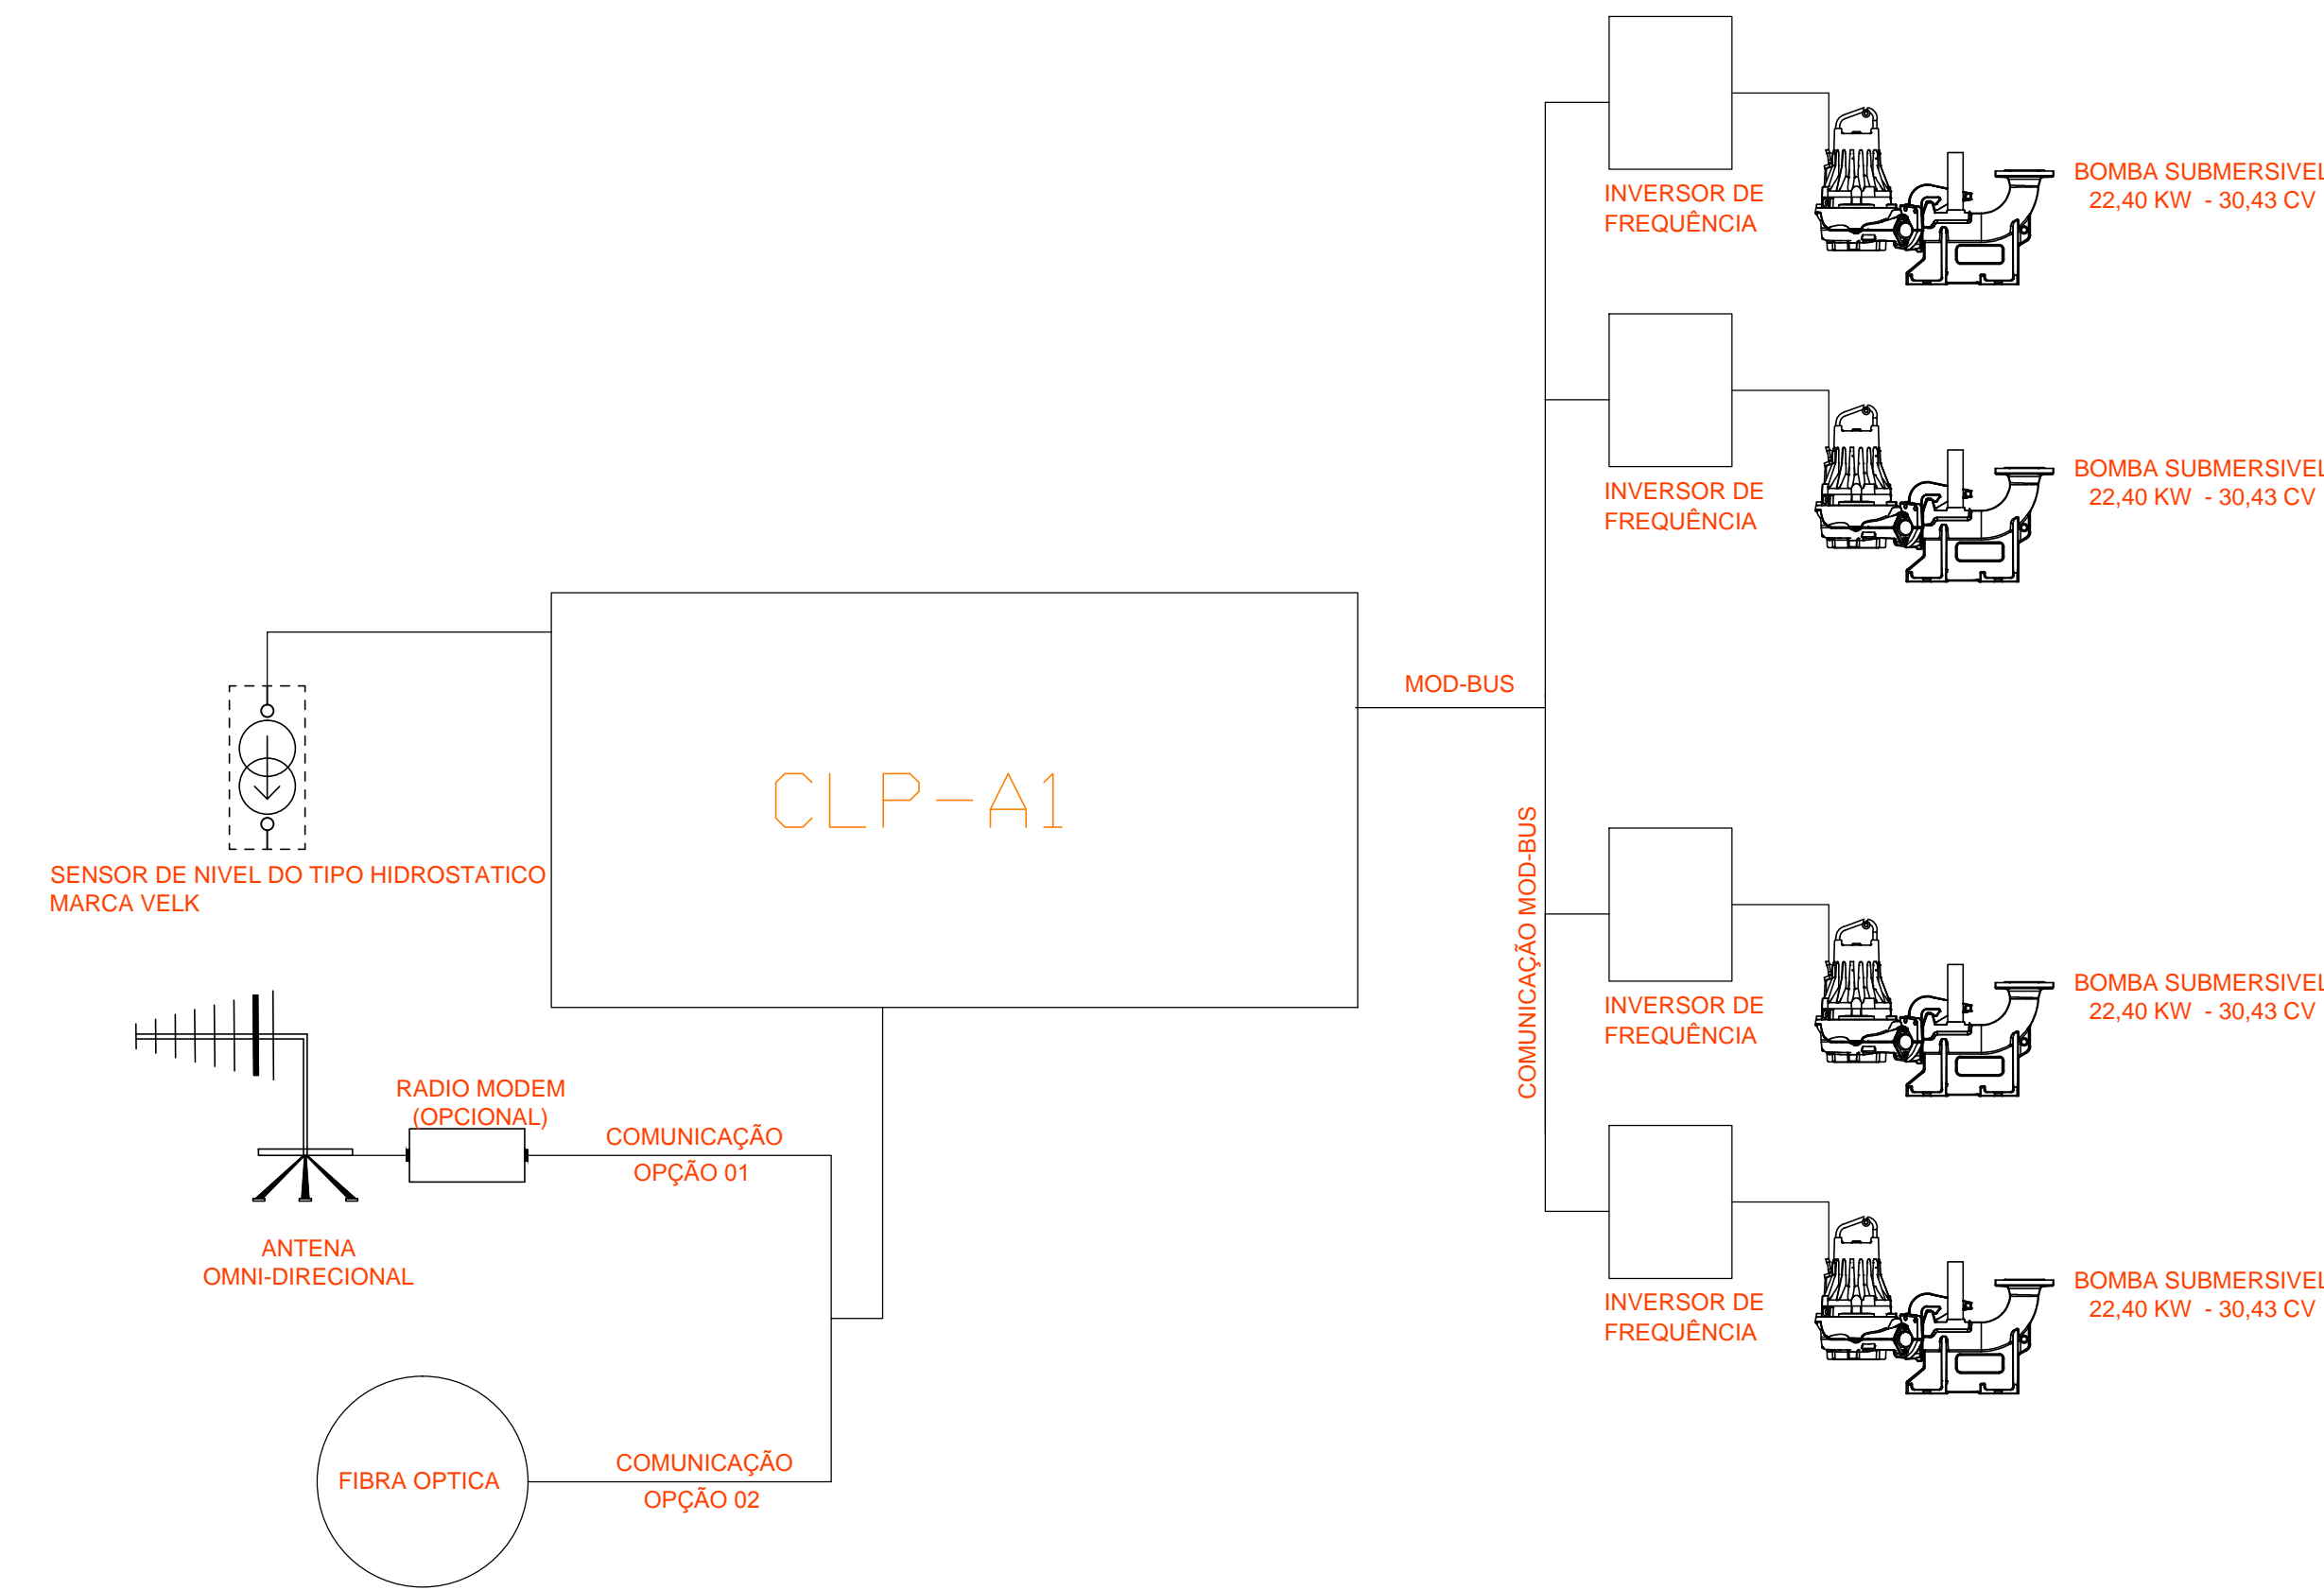 INVERSOR DE
FREQUÊNCIA
BOMBA SUBMERSIVEL
22,40 KW - 30,43 CV
INVERSOR DE
FREQUÊNCIA
BOMBA SUBMERSIVEL
22,40 KW - 30,43 CV
MOD-BUS
CLP-A1
SENSOR DE NIVEL DO TIPO HIDROSTATICO
MARCA VELK
COMUNICAÇÃO MOD-BUS
INVERSOR DE
FREQUÊNCIA
BOMBA SUBMERSIVEL
22,40 KW - 30,43 CV
RADIO MODEM
(OPCIONAL)
COMUNICAÇÃO
OPÇÃO 01
ANTENA
OMNI-DIRECIONAL
INVERSOR DE
FREQUÊNCIA
BOMBA SUBMERSIVEL
22,40 KW - 30,43 CV
FIBRA OPTICA
COMUNICAÇÃO
OPÇÃO 02